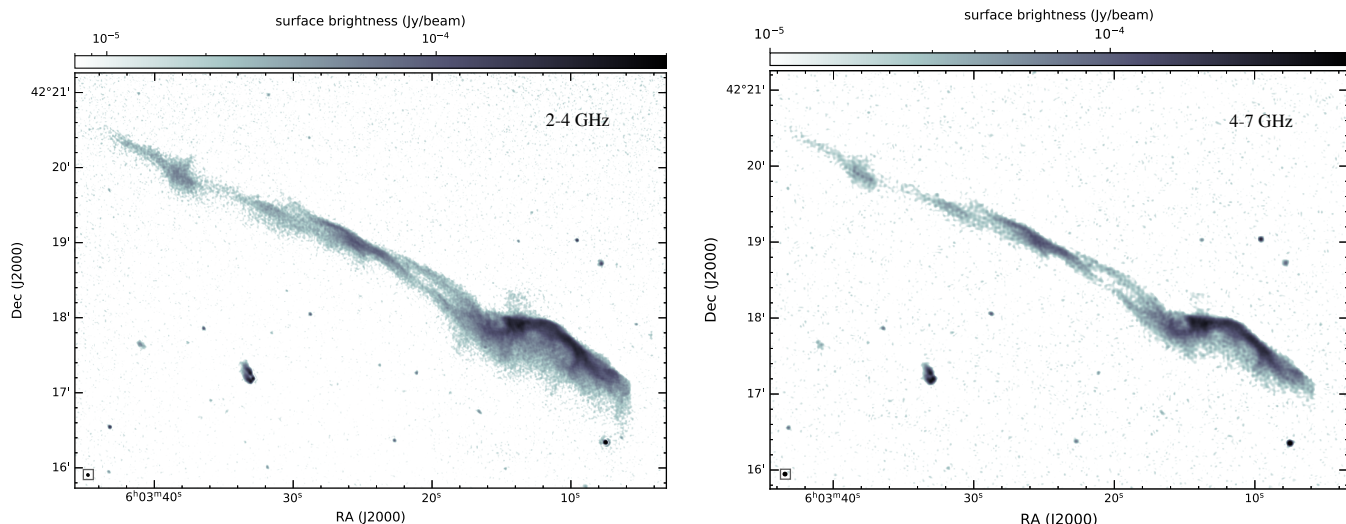 surface brightness (Jy/beam)
10⁻⁵
10⁻⁴
42°21'
20'
19'
18'
17'
16'
Dec (J2000)
2-4 GHz
6ʰ03ᵐ40ˢ
30ˢ
20ˢ
10ˢ
RA (J2000)
surface brightness (Jy/beam)
10⁻⁵
10⁻⁴
42°21'
20'
19'
18'
17'
16'
Dec (J2000)
4-7 GHz
6ʰ03ᵐ40ˢ
30ˢ
20ˢ
10ˢ
RA (J2000)